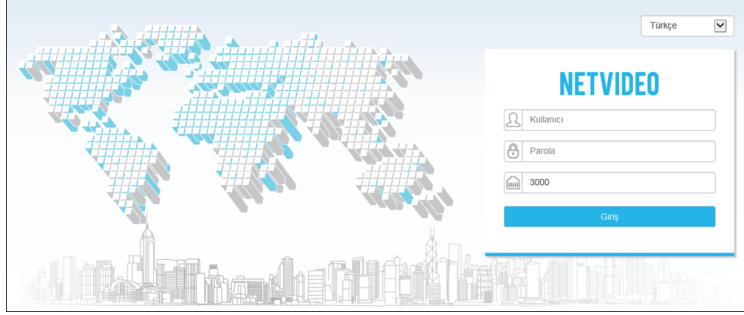 Türkçe
NETVIDEO
Kullanıcı
Parola
3000
Giriş